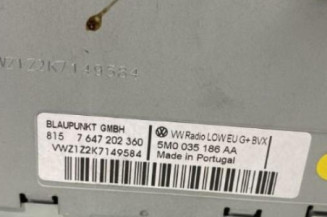 VWZ1Z2K7149584
BLAUPUNKT GMBH
815 7 647 202 360
VWZ1Z2K7149584
VW Radio LOW EU G+ BVX
5M0 035 186 AA
Made in Portugal